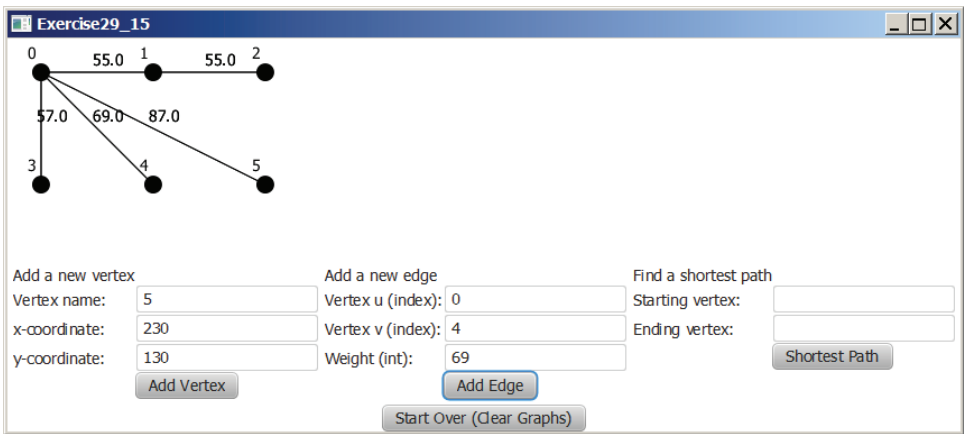 Exercise29_15
0 55.0 1 55.0 2
57.0 69.0 87.0
3 4 5
Add a new vertex Add a new edge Find a shortest path
Vertex name: 5 Vertex u (index): 0 Starting vertex:
x-coordinate: 230 Vertex v (index): 4 Ending vertex:
y-coordinate: 130 Weight (int): 69 Shortest Path
Add Vertex Add Edge
Start Over (Clear Graphs)